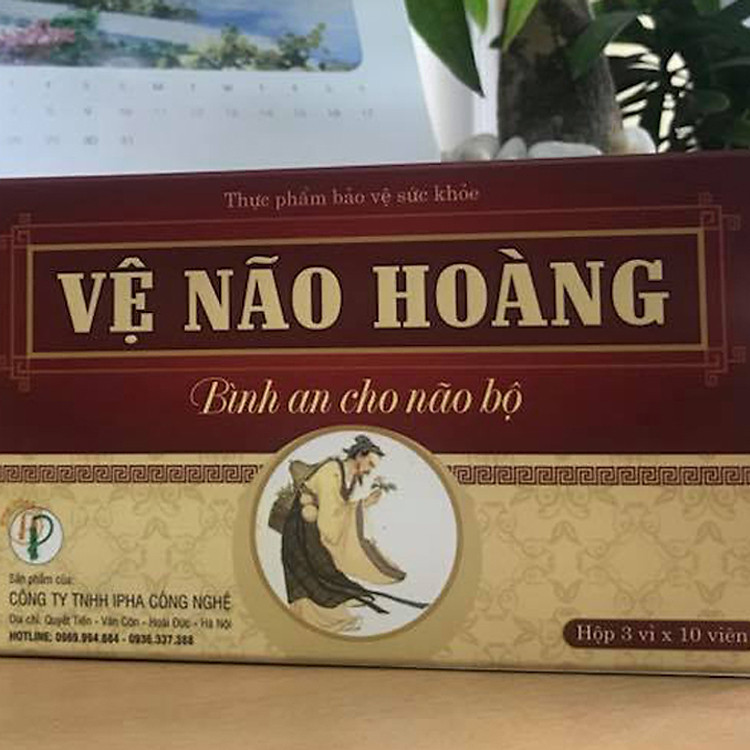 Thực phẩm bảo vệ sức khỏe
VỆ NÃO HOÀNG
Bình an cho não bộ
Sản phẩm của:
CÔNG TY TNHH IPHA CÔNG NGHỆ
Địa chỉ: Quyết Tiến - Vân Côn - Hoài Đức - Hà Nội
HOTLINE: 0969.994.664 - 0936.337.388
Hộp 3 vỉ x 10 viên